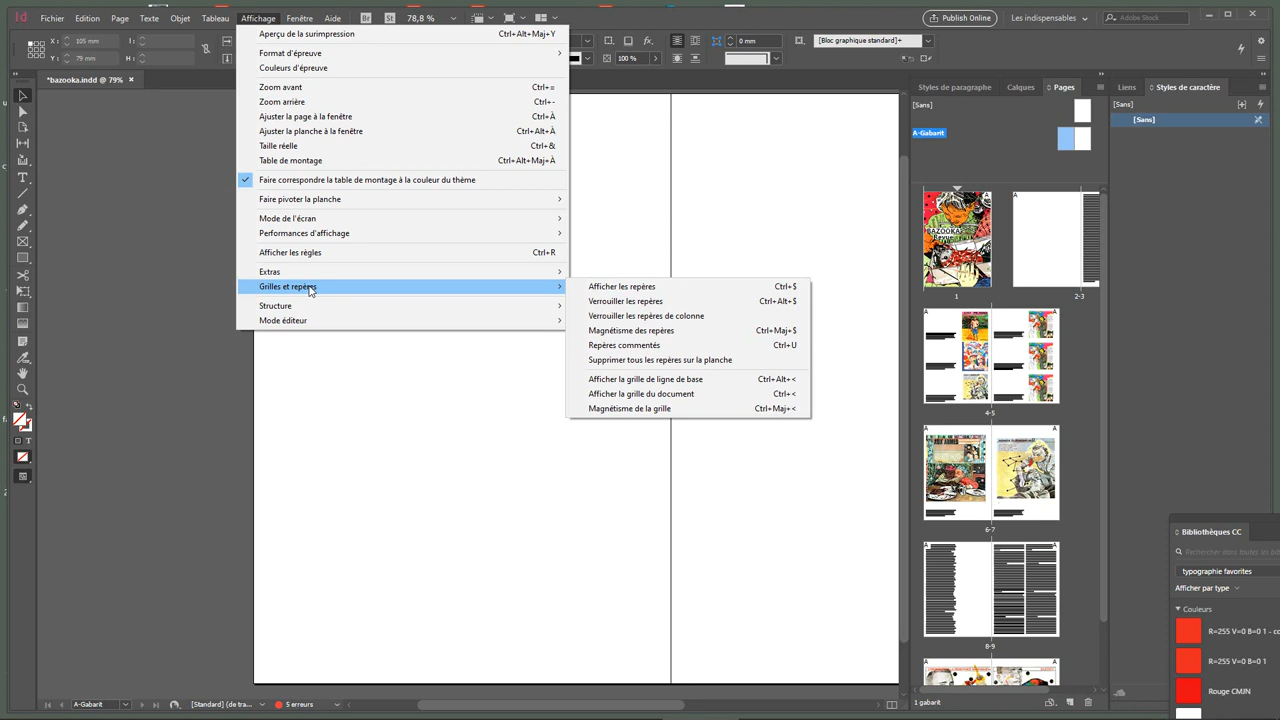 Fichier Edition Page Texte Objet Tableau Affichage Fenêtre Aide Br St 78,8 % Publish Online Les indispensables Adobe Stock
X : 105 mm L : 0 mm [Bloc graphique standard]+
Y : 79 mm H : 100 %
*bazooka.indd @ 79%
Aperçu de la surimpression Ctrl+Alt+Maj+Y
Format d'épreuve
Couleurs d'épreuve
Zoom avant Ctrl+=
Zoom arrière Ctrl+-
Ajuster la page à la fenêtre Ctrl+À
Ajuster la planche à la fenêtre Ctrl+Alt+À
Taille réelle Ctrl+&
Table de montage Ctrl+Alt+Maj+À
Faire correspondre la table de montage à la couleur du thème
Faire pivoter la planche
Mode de l'écran
Performances d'affichage
Afficher les règles Ctrl+R
Extras
Grilles et repères
Structure
Mode éditeur
Afficher les repères Ctrl+$
Verrouiller les repères Ctrl+Alt+$
Verrouiller les repères de colonne
Magnétisme des repères Ctrl+Maj+$
Repères commentés Ctrl+U
Supprimer tous les repères sur la planche
Afficher la grille de ligne de base Ctrl+Alt+<
Afficher la grille du document Ctrl+<
Magnétisme de la grille Ctrl+Maj+<
Styles de paragraphe Calques Pages
[Sans]
A-Gabarit
BAZOOKA
Revue
1
2-3
4-5
6-7
8-9
1 gabarit
Liens Styles de caractère
[Sans]
[Sans]
Bibliothèques CC
Rechercher dans toutes les bi
typographie favorites
Afficher par type
Couleurs
R=255 V=0 B=0 1 - co
R=255 V=0 B=0 1
Rouge CMJN
A-Gabarit [Standard] (de tra... 5 erreurs